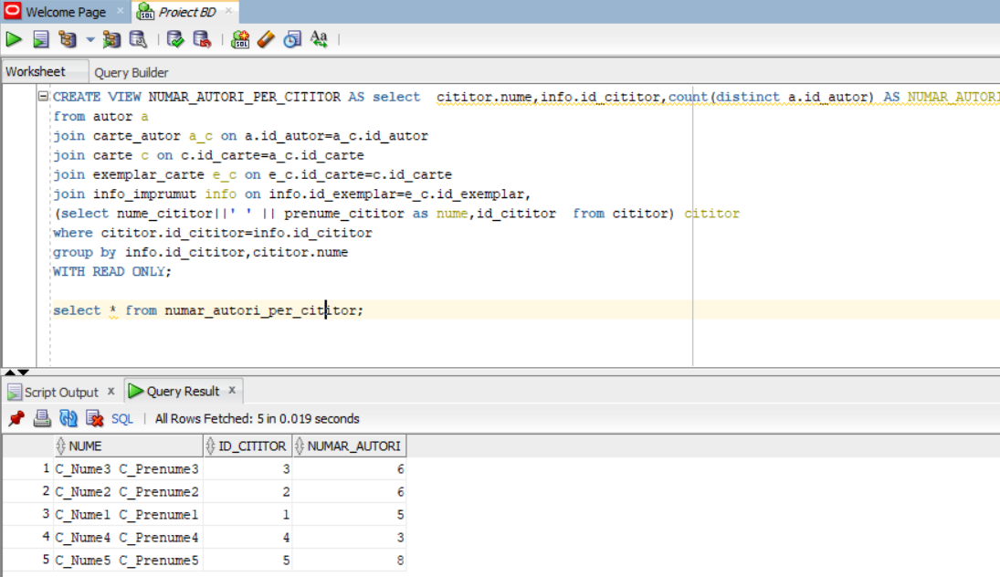 Welcome Page × Proiect BD ×
Worksheet Query Builder
CREATE VIEW NUMAR_AUTORI_PER_CITITOR AS select cititor.nume,info.id_cititor,count(distinct a.id_autor) AS NUMAR_AUTORI
from autor a
join carte_autor a_c on a.id_autor=a_c.id_autor
join carte c on c.id_carte=a_c.id_carte
join exemplar_carte e_c on e_c.id_carte=c.id_carte
join info_imprumut info on info.id_exemplar=e_c.id_exemplar,
(select nume_cititor||' ' || prenume_cititor as nume,id_cititor from cititor) cititor
where cititor.id_cititor=info.id_cititor
group by info.id_cititor,cititor.nume
WITH READ ONLY;
select * from numar_autori_per_cititor;
Script Output × Query Result ×
SQL | All Rows Fetched: 5 in 0.019 seconds
NUME ID_CITITOR NUMAR_AUTORI
1 C_Nume3 C_Prenume3 3 6
2 C_Nume2 C_Prenume2 2 6
3 C_Nume1 C_Prenume1 1 5
4 C_Nume4 C_Prenume4 4 3
5 C_Nume5 C_Prenume5 5 8